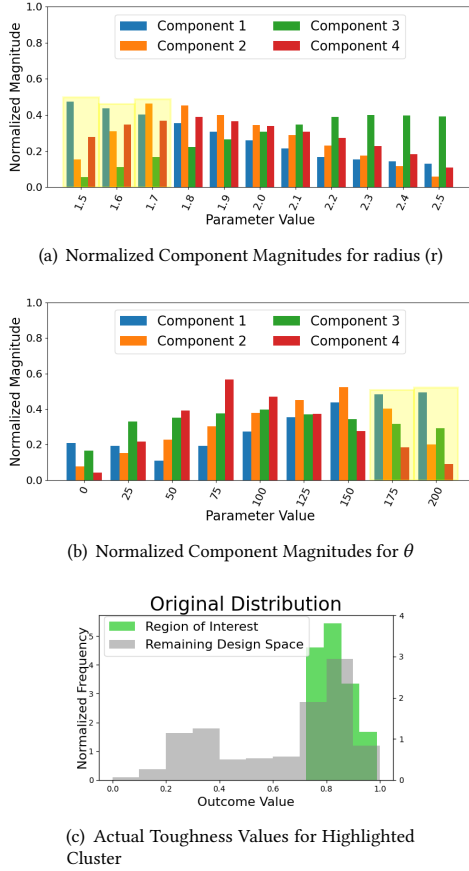 1.0
0.8
0.6
0.4
0.2
0.0
Normalized Magnitude
Component 1
Component 2
Component 3
Component 4
1.5 1.6 1.7 1.8 1.9 2.0 2.1 2.2 2.3 2.4 2.5
Parameter Value
(a) Normalized Component Magnitudes for radius (r)
1.0
0.8
0.6
0.4
0.2
0.0
Normalized Magnitude
Component 1
Component 2
Component 3
Component 4
0 25 50 75 100 125 150 175 200
Parameter Value
(b) Normalized Component Magnitudes for θ
Original Distribution
Region of Interest
Remaining Design Space
Normalized Frequency
5
4
3
2
1
0
4
3
2
1
0
0.0 0.2 0.4 0.6 0.8 1.0
Outcome Value
(c) Actual Toughness Values for Highlighted
Cluster